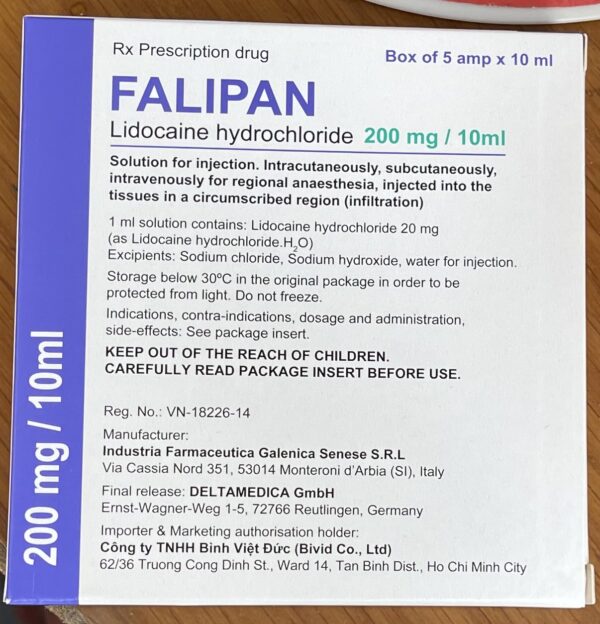 Rx Prescription drug
Box of 5 amp x 10 ml
FALIPAN
Lidocaine hydrochloride 200 mg / 10ml
Solution for injection. Intracutaneously, subcutaneously,
intravenously for regional anaesthesia, injected into the
tissues in a circumscribed region (infiltration)
1 ml solution contains: Lidocaine hydrochloride 20 mg
(as Lidocaine hydrochloride.H₂O)
Excipients: Sodium chloride, Sodium hydroxide, water for injection.
Storage below 30ºC in the original package in order to be
protected from light. Do not freeze.
Indications, contra-indications, dosage and administration,
side-effects: See package insert.
KEEP OUT OF THE REACH OF CHILDREN.
CAREFULLY READ PACKAGE INSERT BEFORE USE.
Reg. No.: VN-18226-14
Manufacturer:
Industria Farmaceutica Galenica Senese S.R.L
Via Cassia Nord 351, 53014 Monteroni d'Arbia (SI), Italy
Final release: DELTAMEDICA GmbH
Ernst-Wagner-Weg 1-5, 72766 Reutlingen, Germany
Importer & Marketing authorisation holder:
Công ty TNHH Bình Việt Đức (Bivid Co., Ltd)
62/36 Truong Cong Dinh St., Ward 14, Tan Binh Dist., Ho Chi Minh City
200 mg / 10ml